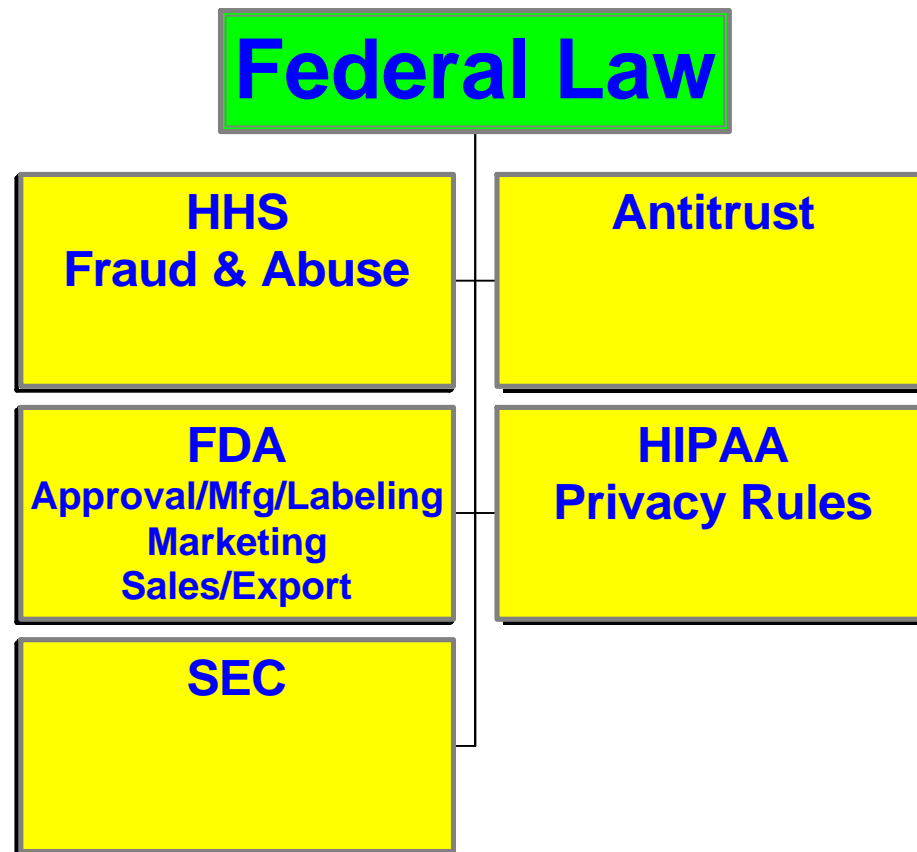 Federal Law
HHS
Fraud & Abuse
Antitrust
FDA
Approval/Mfg/Labeling
Marketing
Sales/Export
HIPAA
Privacy Rules
SEC